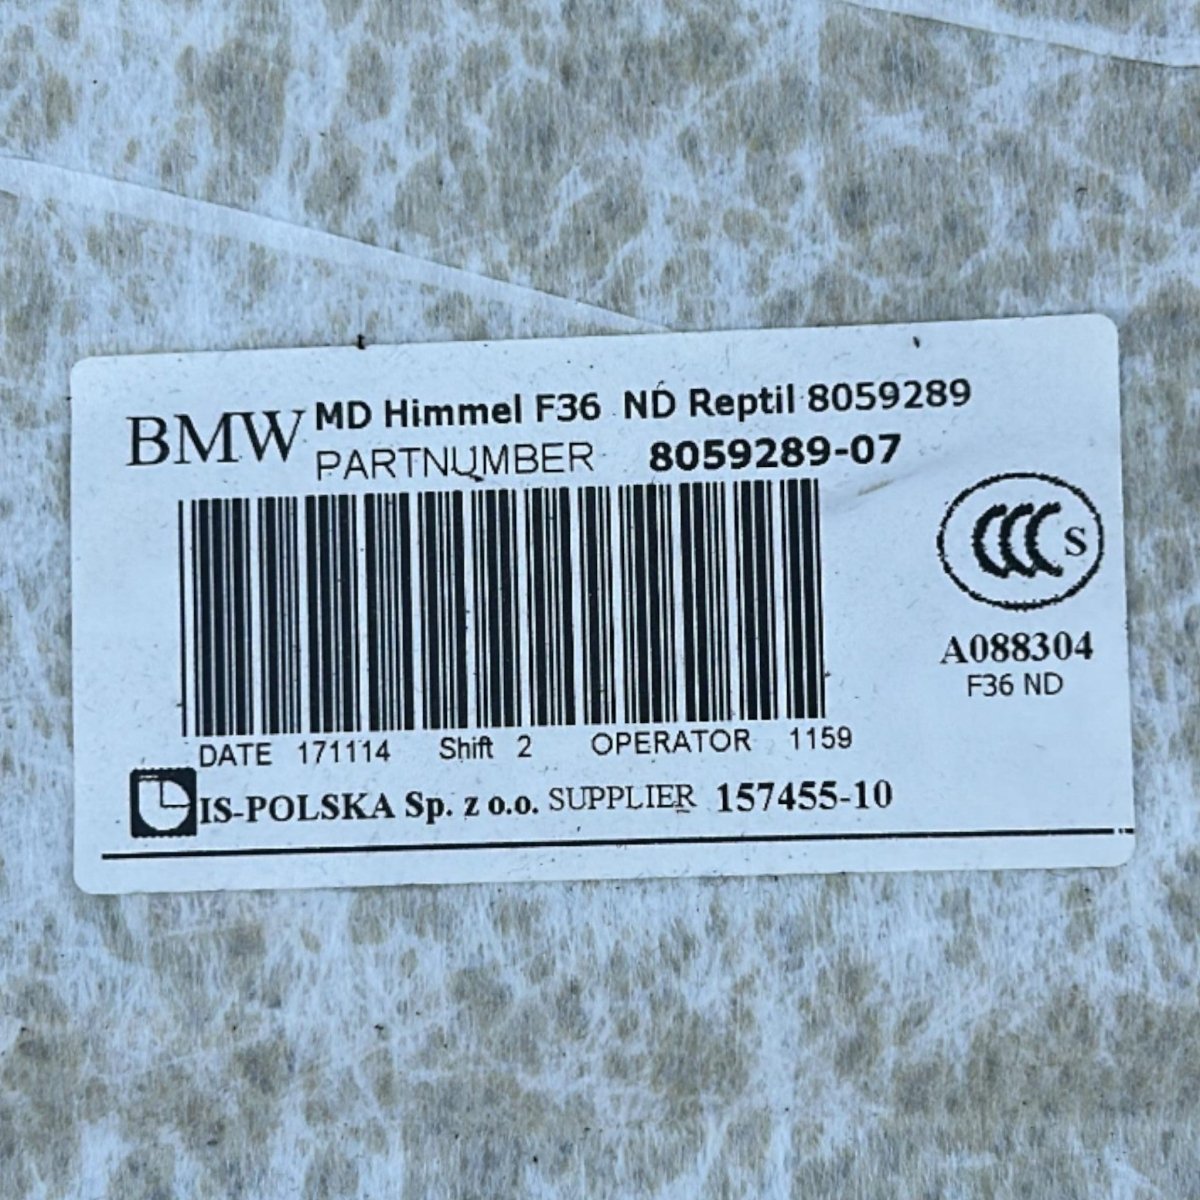 BMW MD Himmel F36 ND Reptil 8059289
PARTNUMBER 8059289-07
CCC S
A088304
F36 ND
DATE 171114 Shift 2 OPERATOR 1159
IS-POLSKA Sp. z o.o. SUPPLIER 157455-10